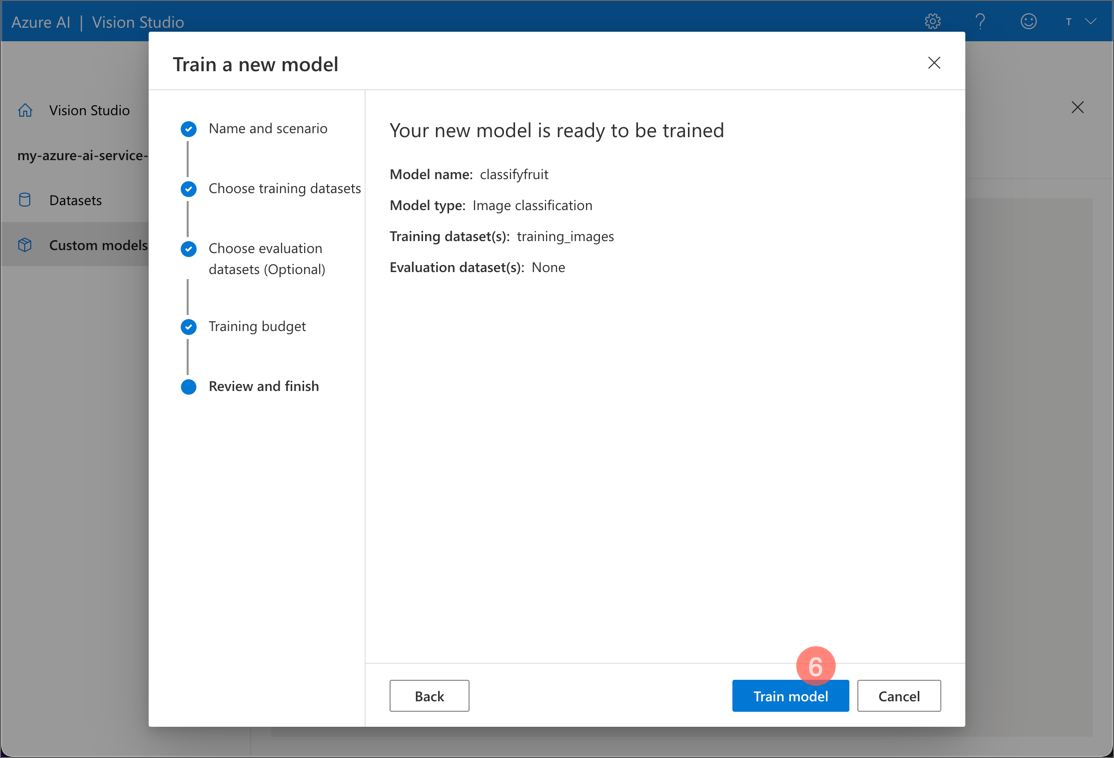 Azure AI | Vision Studio
T
Train a new model
Vision Studio
my-azure-ai-service-
Datasets
Custom models
Name and scenario
Choose training datasets
Choose evaluation
datasets (Optional)
Training budget
Review and finish
Your new model is ready to be trained
Model name: classifyfruit
Model type: Image classification
Training dataset(s): training_images
Evaluation dataset(s): None
6
Back
Train model
Cancel